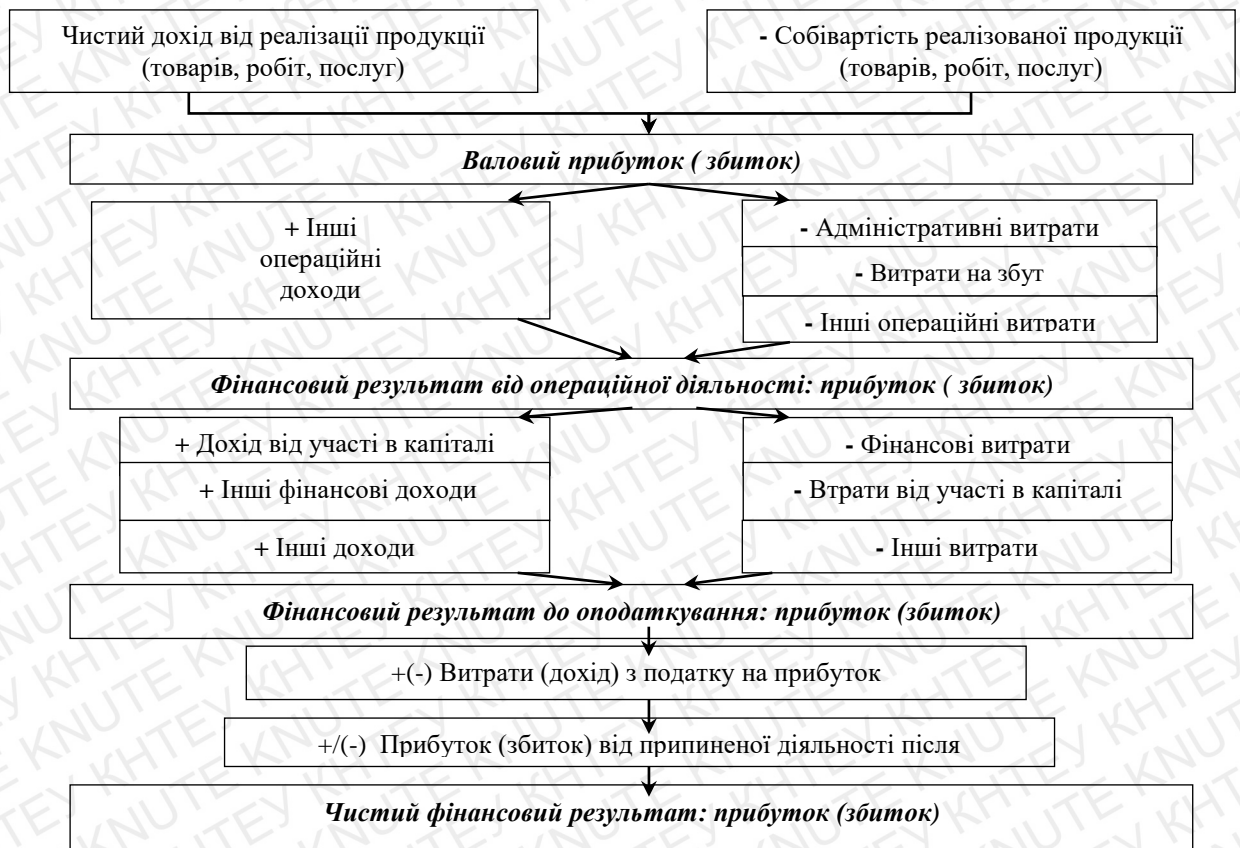 Чистий дохід від реалізації продукції
(товарів, робіт, послуг)
- Собівартість реалізованої продукції
(товарів, робіт, послуг)
Валовий прибуток ( збиток)
+ Інші
операційні
доходи
- Адміністративні витрати
- Витрати на збут
- Інші операційні витрати
Фінансовий результат від операційної діяльності: прибуток ( збиток)
+ Дохід від участі в капіталі
+ Інші фінансові доходи
+ Інші доходи
- Фінансові витрати
- Втрати від участі в капіталі
- Інші витрати
Фінансовий результат до оподаткування: прибуток (збиток)
+(-) Витрати (дохід) з податку на прибуток
+/(-) Прибуток (збиток) від припиненої діяльності після
Чистий фінансовий результат: прибуток (збиток)